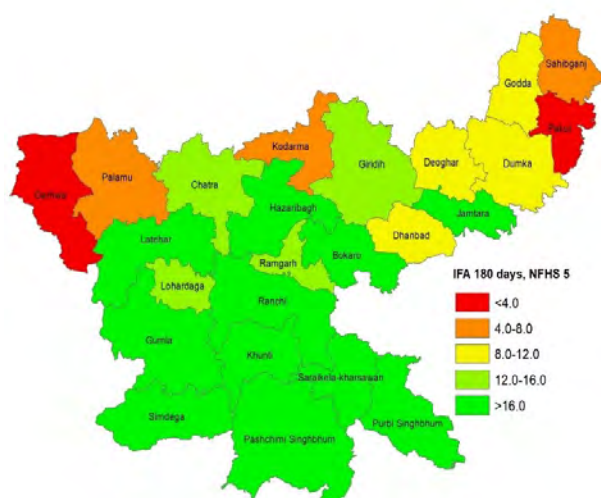 Sahibganj
Godda
Pakur
Kodarma
Palamu
Chatra
Giridih
Deoghar
Dumka
Garhwa
Hazaribagh
Jamtara
Latehar
Bokaro
Dhanbad
Ramgarh
Lohardaga
Ranchi
Gumla
Khunti
Saraikela-kharsawan
Simdega
Purbi Singhbhum
Pashchimi Singhbhum
IFA 180 days, NFHS 5
<4.0
4.0-8.0
8.0-12.0
12.0-16.0
>16.0